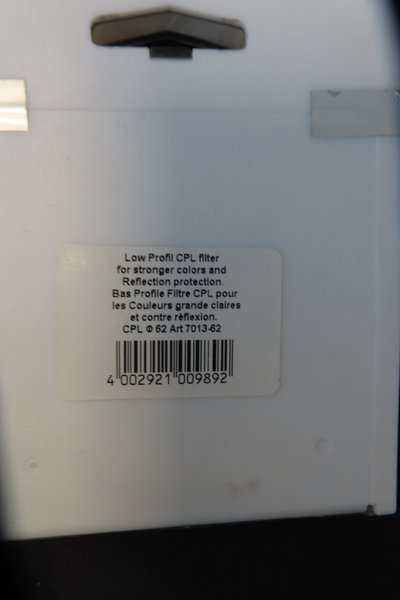 Low Profil CPL filter
for stronger colors and
Reflection protection.
Bas Profile Filtre CPL pour
les Couleurs grande claires
et contre réflexion.
CPL Φ 62 Art 7013-62
4 002921 009892